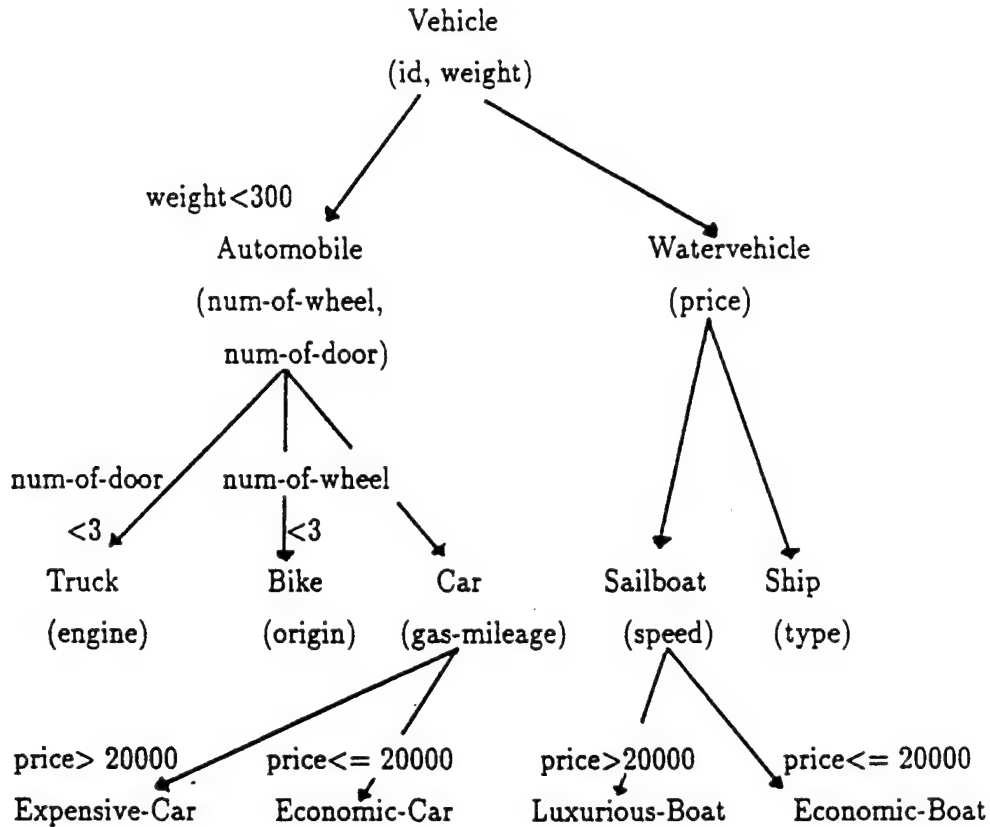 Vehicle
(id, weight)
weight<300
Automobile
(num-of-wheel,
num-of-door)
Watervehicle
(price)
num-of-door
<3
num-of-wheel
<3
Truck
(engine)
Bike
(origin)
Car
(gas-mileage)
Sailboat
(speed)
Ship
(type)
price> 20000
Expensive-Car
price<= 20000
Economic-Car
price>20000
Luxurious-Boat
price<= 20000
Economic-Boat